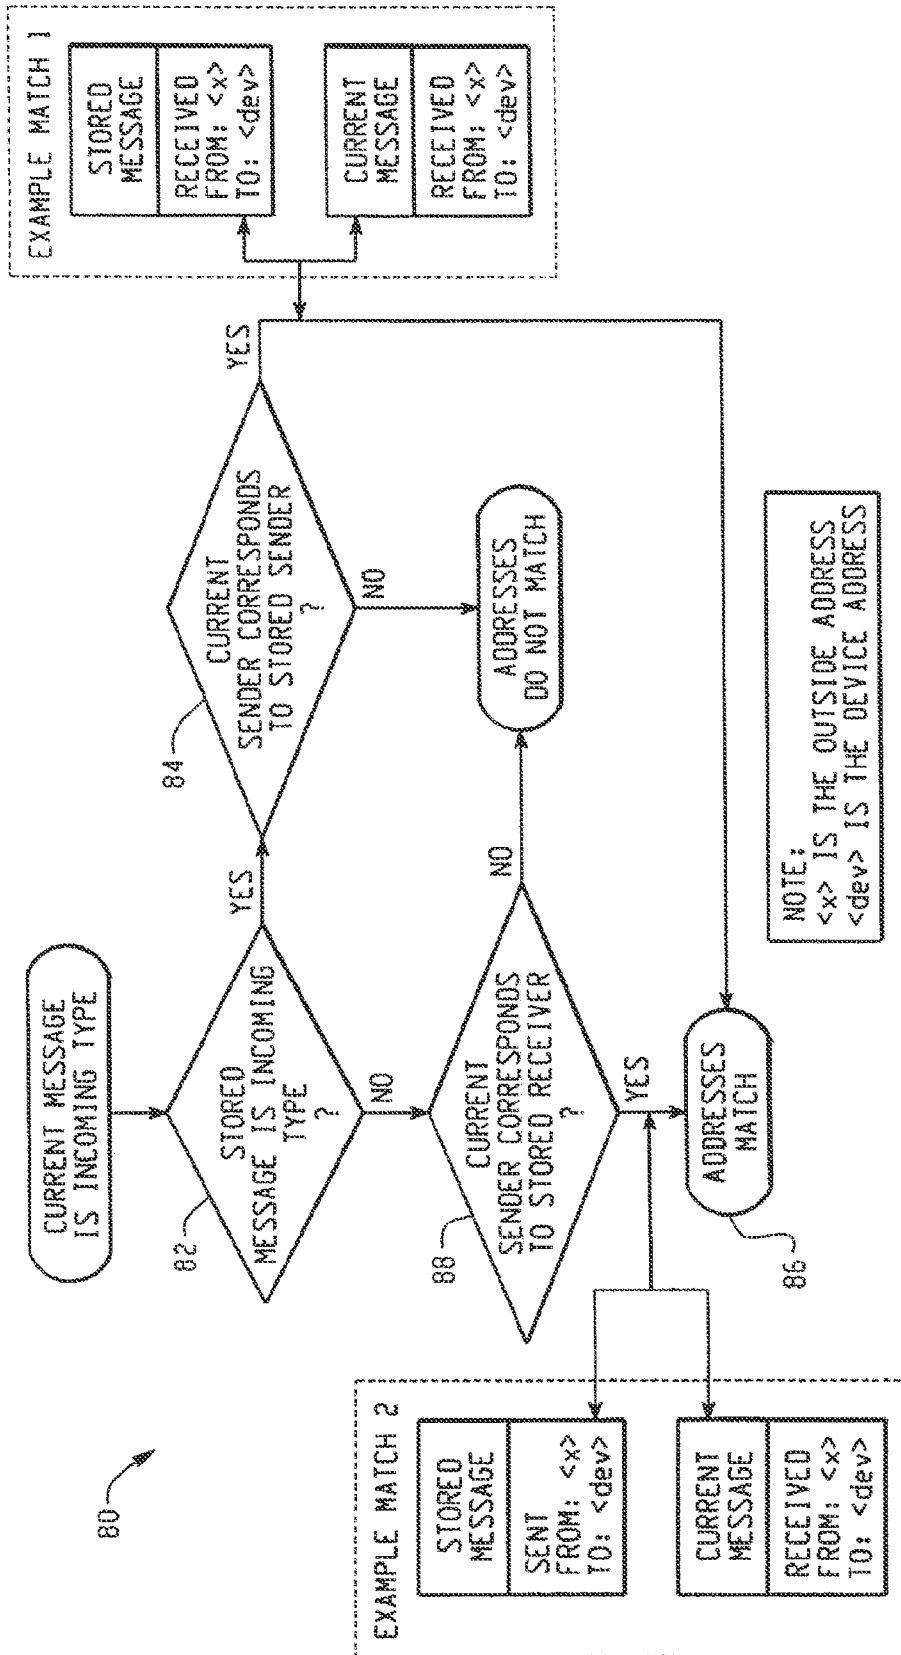 80
CURRENT MESSAGE
IS INCOMING TYPE
82
STORED
MESSAGE IS INCOMING
TYPE
?
YES
NO
84
CURRENT
SENDER CORRESPONDS
TO STORED SENDER
?
YES
NO
EXAMPLE MATCH 1
STORED
MESSAGE
RECEIVED
FROM: <x>
TO: <dev>
CURRENT
MESSAGE
RECEIVED
FROM: <x>
TO: <dev>
88
CURRENT
SENDER CORRESPONDS
TO STORED RECEIVER
?
NO
YES
ADDRESSES
DO NOT MATCH
EXAMPLE MATCH 2
STORED
MESSAGE
SENT
FROM: <x>
TO: <dev>
CURRENT
MESSAGE
RECEIVED
FROM: <x>
TO: <dev>
ADDRESSES
MATCH
86
NOTE:
<x> IS THE OUTSIDE ADDRESS
<dev> IS THE DEVICE ADDRESS